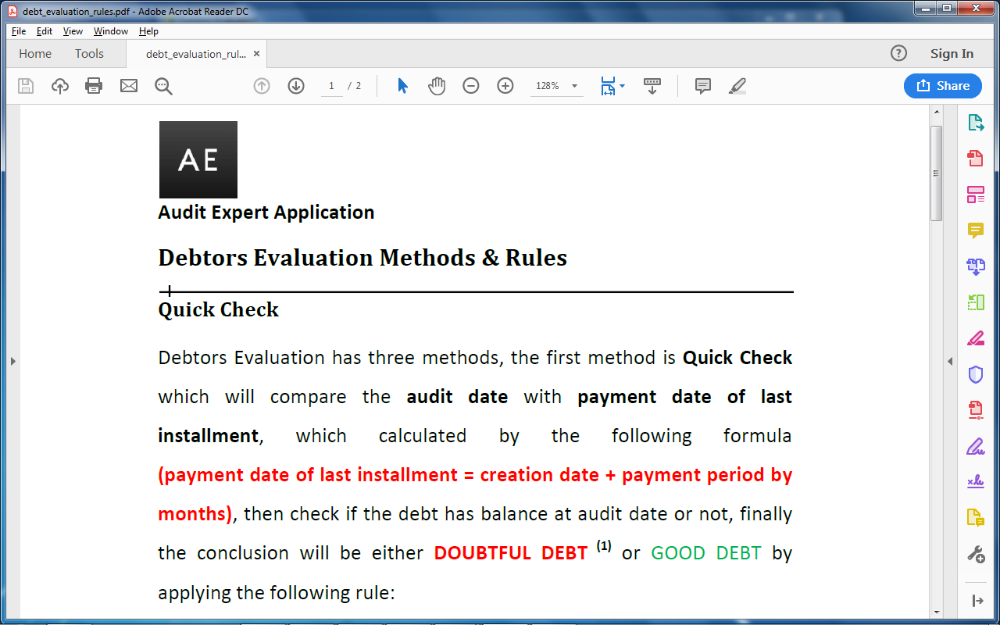 debt_evaluation_rules.pdf - Adobe Acrobat Reader DC
File Edit View Window Help
Home Tools debt_evaluation_rul... × ? Sign In
1 / 2 128% Share
AE
Audit Expert Application
Debtors Evaluation Methods & Rules
Quick Check
Debtors Evaluation has three methods, the first method is Quick Check
which will compare the audit date with payment date of last
installment, which calculated by the following formula
(payment date of last installment = creation date + payment period by
months), then check if the debt has balance at audit date or not, finally
the conclusion will be either DOUBTFUL DEBT (1) or GOOD DEBT by
applying the following rule: